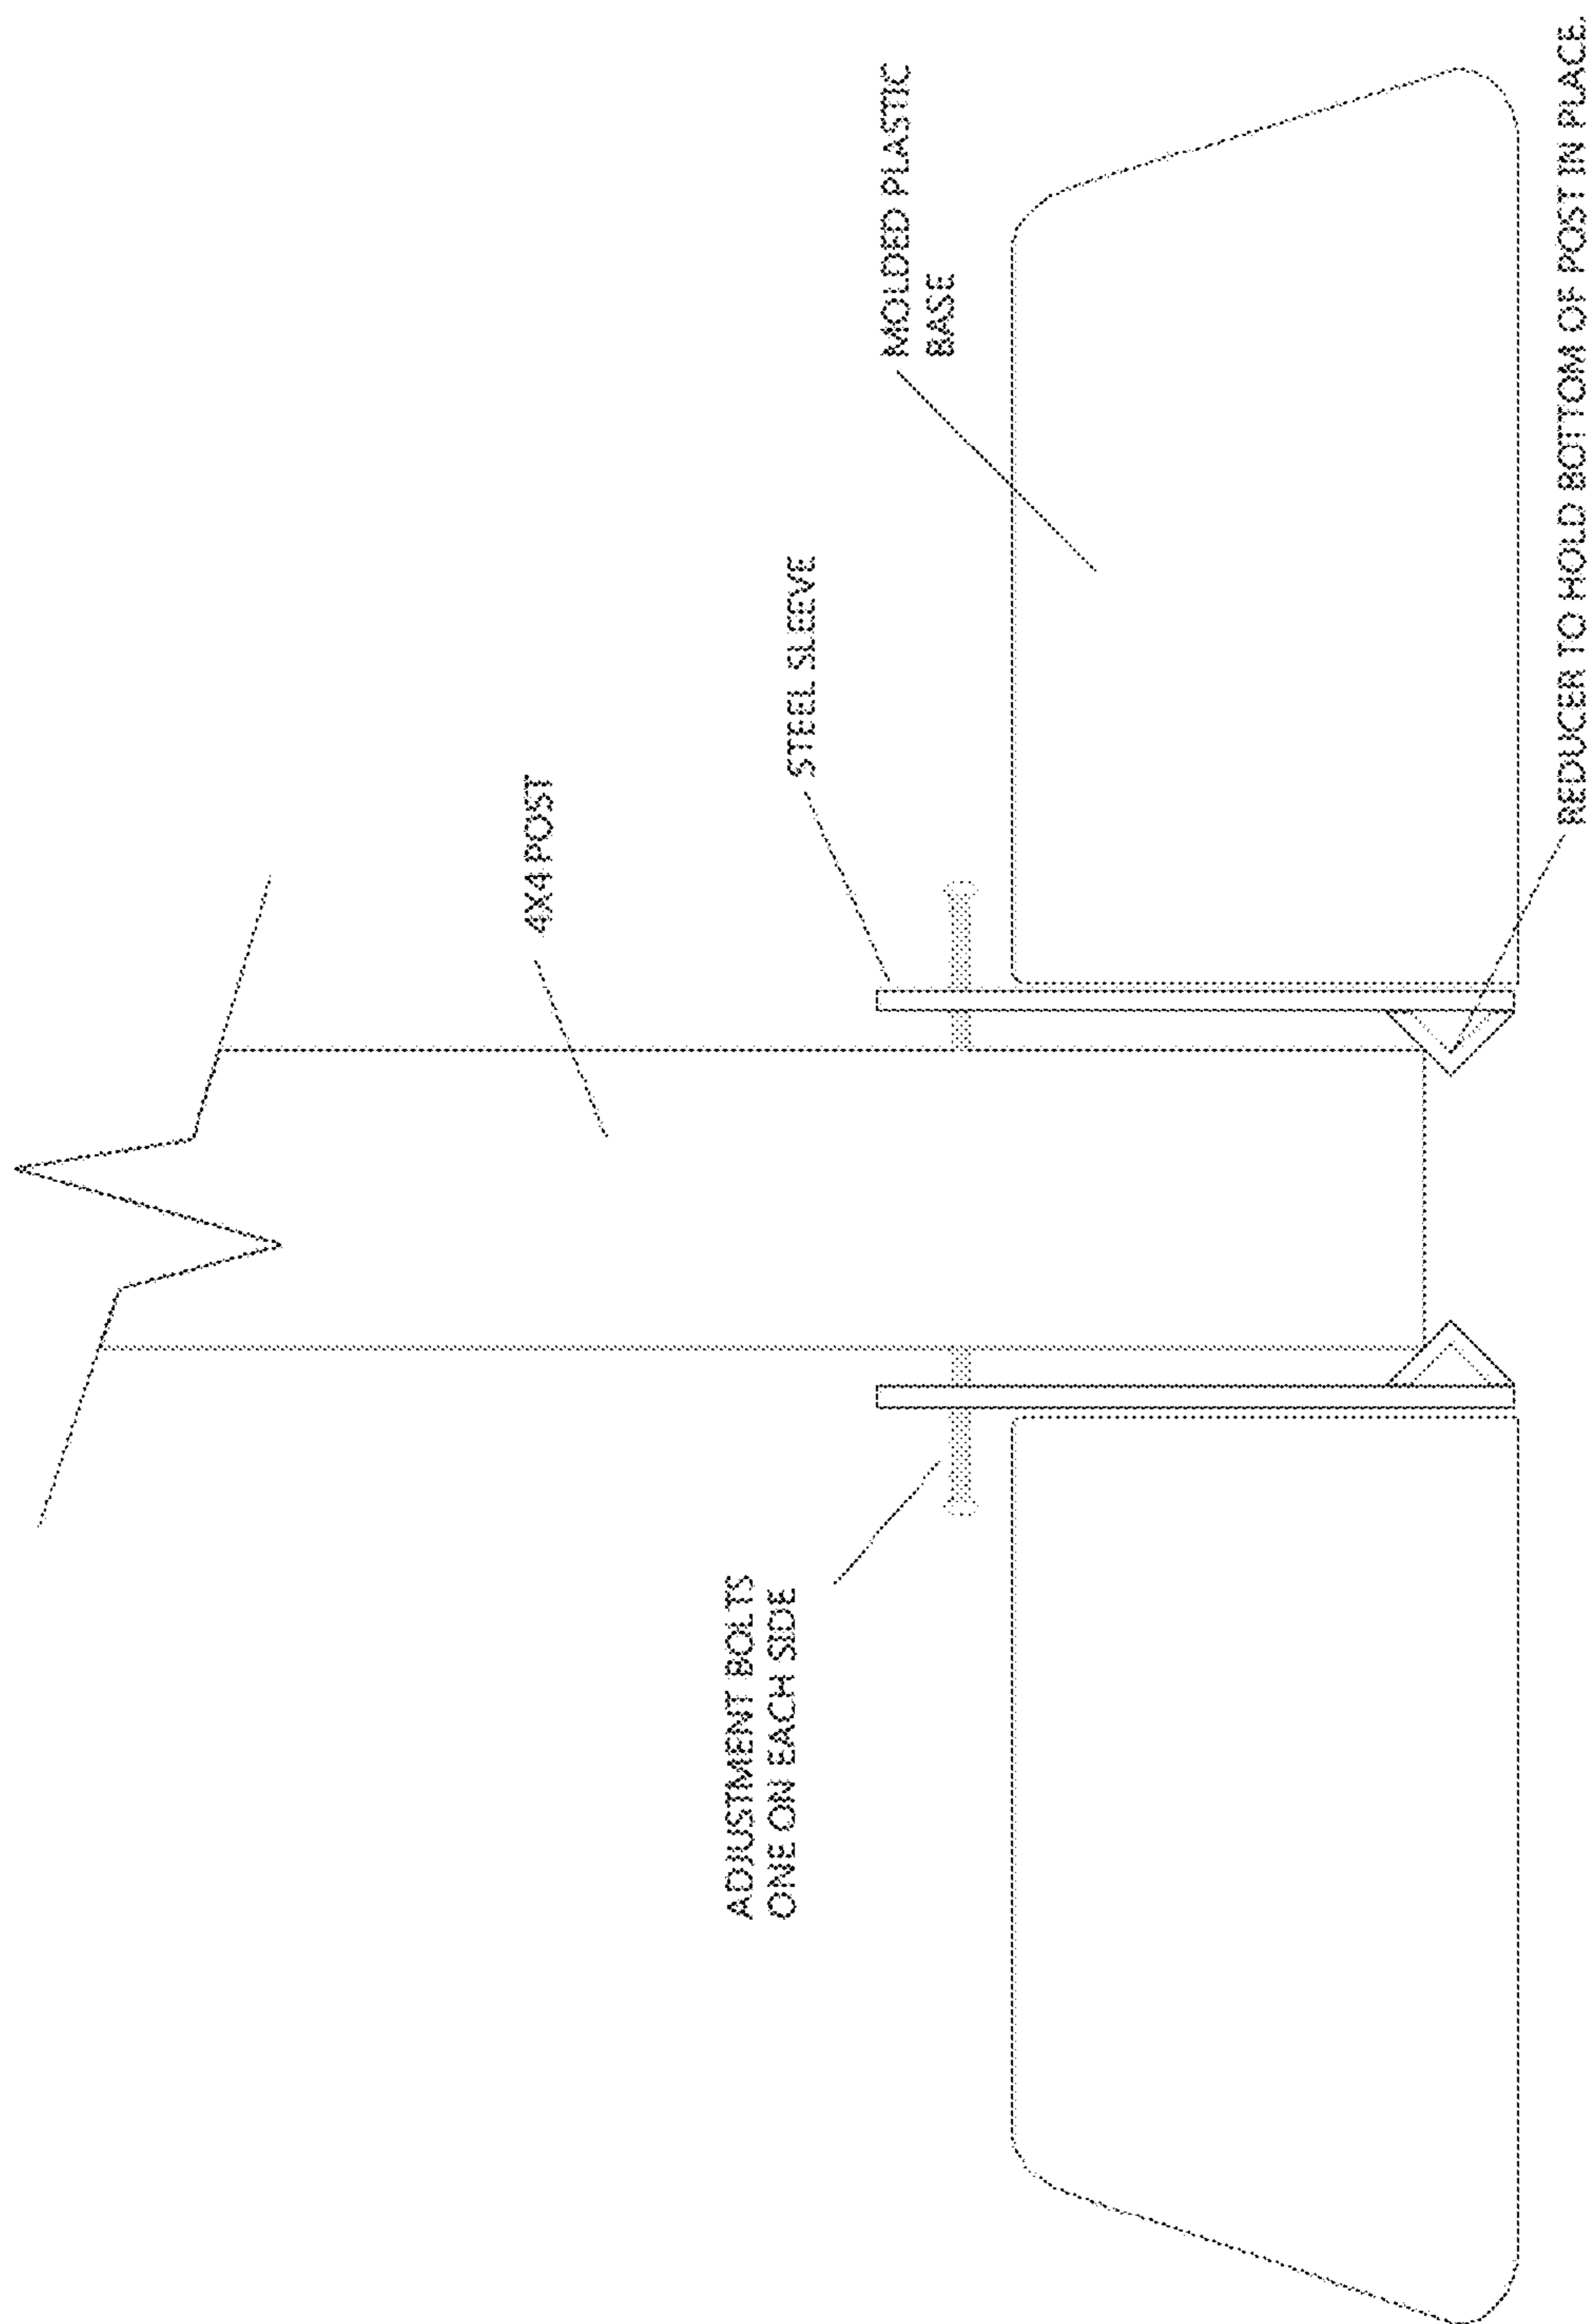 4X4 POST
ADJUSTMENT BOLTS
ONE ON EACH SIDE
STEEL SLEEVE
MOLDED PLASTIC
BASE
REDUCER TO HOLD BOTTOM OF POST IN PLACE.